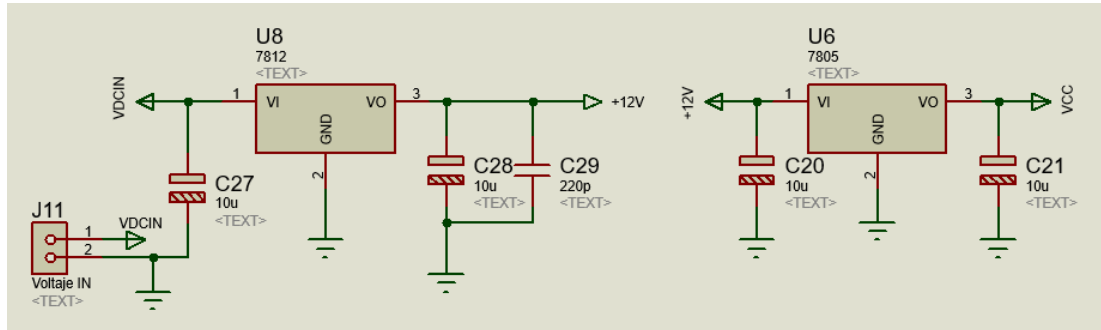 U8
7812
<TEXT>
VDCIN
1
VI
VO
3
GND
2
+12V
C27
10u
<TEXT>
C28
10u
<TEXT>
C29
220p
<TEXT>
J11
1
2
VDCIN
Voltaje IN
<TEXT>
U6
7805
<TEXT>
+12V
1
VI
VO
3
GND
2
VCC
C20
10u
<TEXT>
C21
10u
<TEXT>